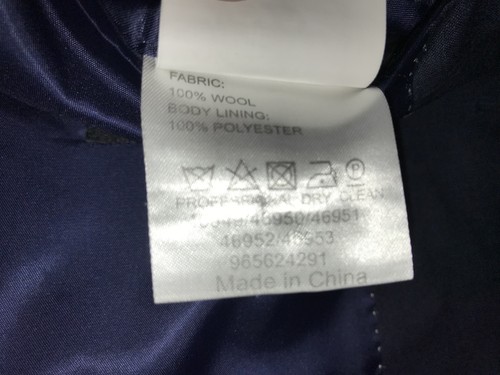 FABRIC:
100% WOOL
BODY LINING:
100% POLYESTER
P
PROFESSIONAL DRY CLEAN
46950/46951
46952/46953
965624291
Made in China